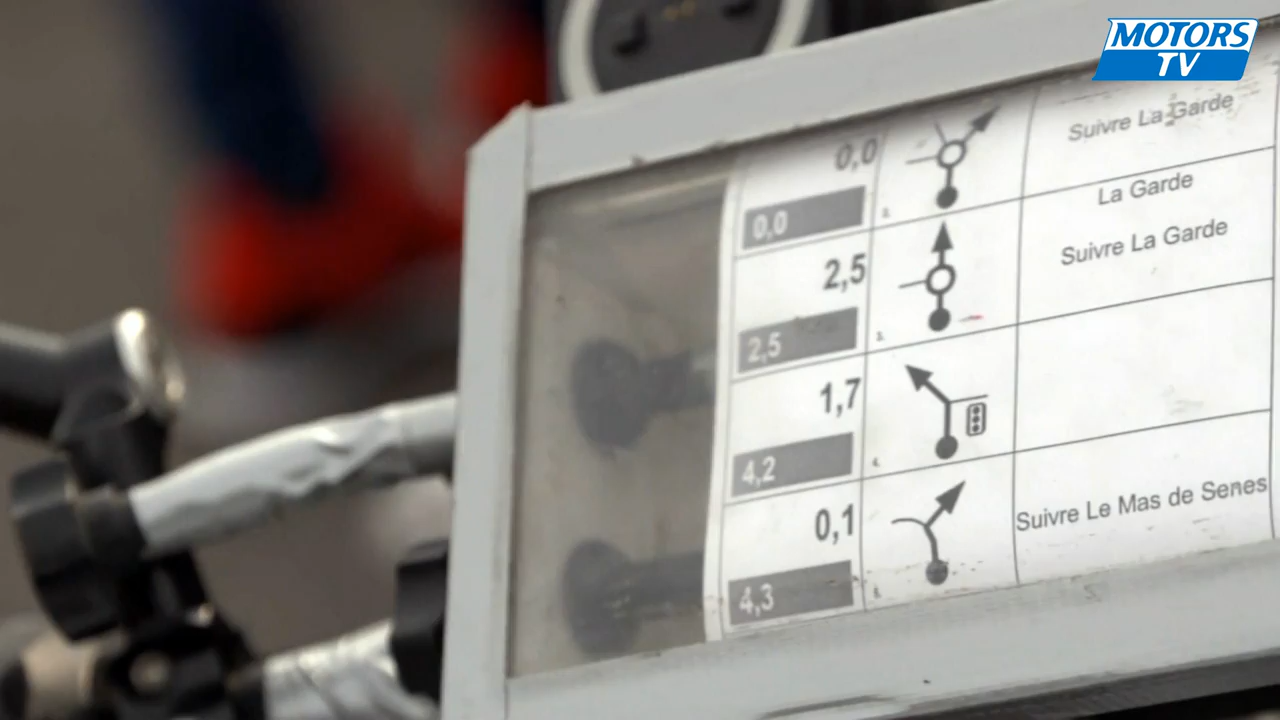 MOTORS
TV
0,0
0,0
Suivre La Garde
2,5
2,5
La Garde
Suivre La Garde
1,7
4,2
0,1
4,3
Suivre Le Mas de Senes